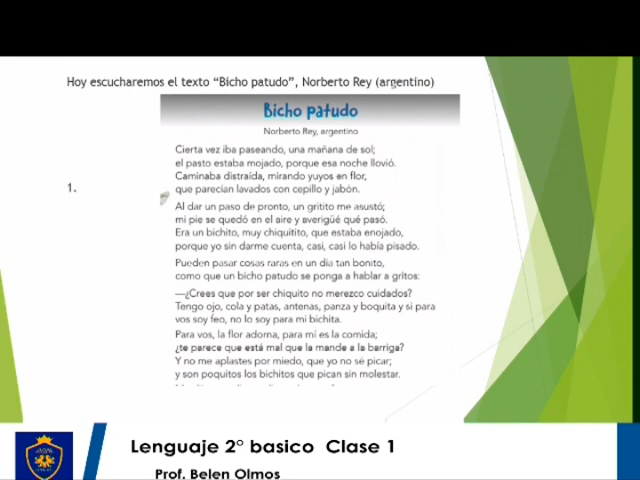 Hoy escucharemos el texto “Bicho patudo”, Norberto Rey (argentino)
Bicho patudo
Norberto Rey, argentino
Cierta vez iba paseando, una mañana de sol;
el pasto estaba mojado, porque esa noche llovió.
Caminaba distraída, mirando yuyos en flor,
que parecían lavados con cepillo y jabón.
1.
Al dar un paso de pronto, un gritito me asustó;
mi pie se quedó en el aire y averigüé qué pasó.
Era un bichito, muy chiquitito, que estaba enojado,
porque yo sin darme cuenta, casi, casi lo había pisado.
Pueden pasar cosas raras en un día tan bonito,
como que un bicho patudo se ponga a hablar a gritos:
—¿Crees que por ser chiquito no merezco cuidados?
Tengo ojo, cola y patas, antenas, panza y boquita y si para
vos soy feo, no lo soy para mi bichita.
Para vos, la flor adorna, para mí es la comida;
¿te parece que está mal que la mande a la barriga?
Y no me aplastes por miedo, que yo no sé picar;
y son poquitos los bichitos que pican sin molestar.
Lenguaje 2° basico Clase 1
Prof. Belen Olmos